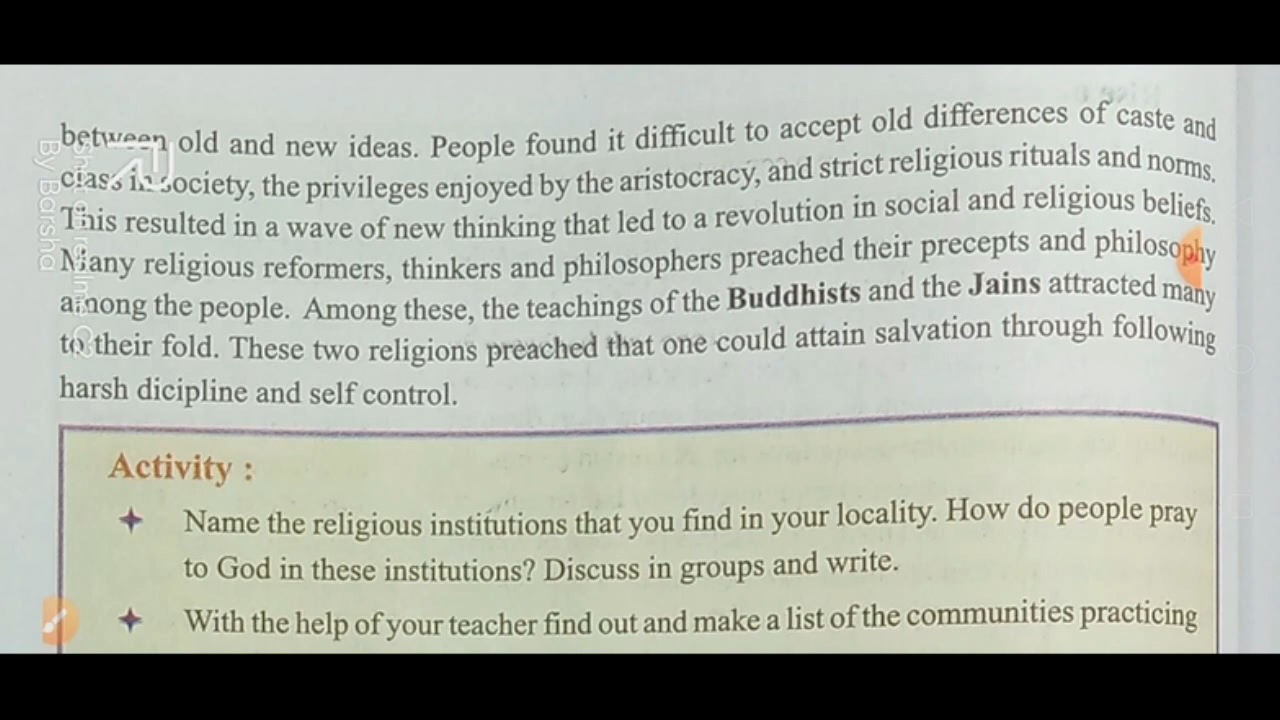 between old and new ideas. People found it difficult to accept old differences of caste and
class in society, the privileges enjoyed by the aristocracy, and strict religious rituals and norms.
This resulted in a wave of new thinking that led to a revolution in social and religious beliefs.
Many religious reformers, thinkers and philosophers preached their precepts and philosophy
among the people. Among these, the teachings of the Buddhists and the Jains attracted many
to their fold. These two religions preached that one could attain salvation through following
harsh dicipline and self control.
Activity :
Name the religious institutions that you find in your locality. How do people pray
to God in these institutions? Discuss in groups and write.
With the help of your teacher find out and make a list of the communities practicing
By Barsha